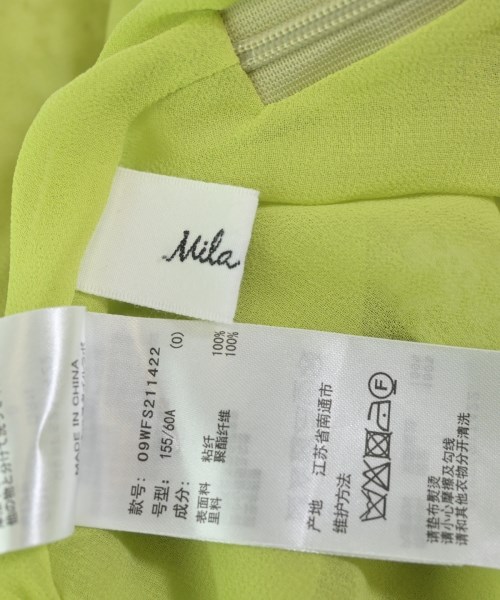 Mila
MADE IN CHINA
款号: 09WFS211422
号型: 155/60A (0)
成分:
表面料 粘纤 100%
里料 聚酯纤维 100%
产地 江苏省南通市
维护方法
F
请垫布熨烫
请小心摩擦及勾线
请和其他衣物分开清洗